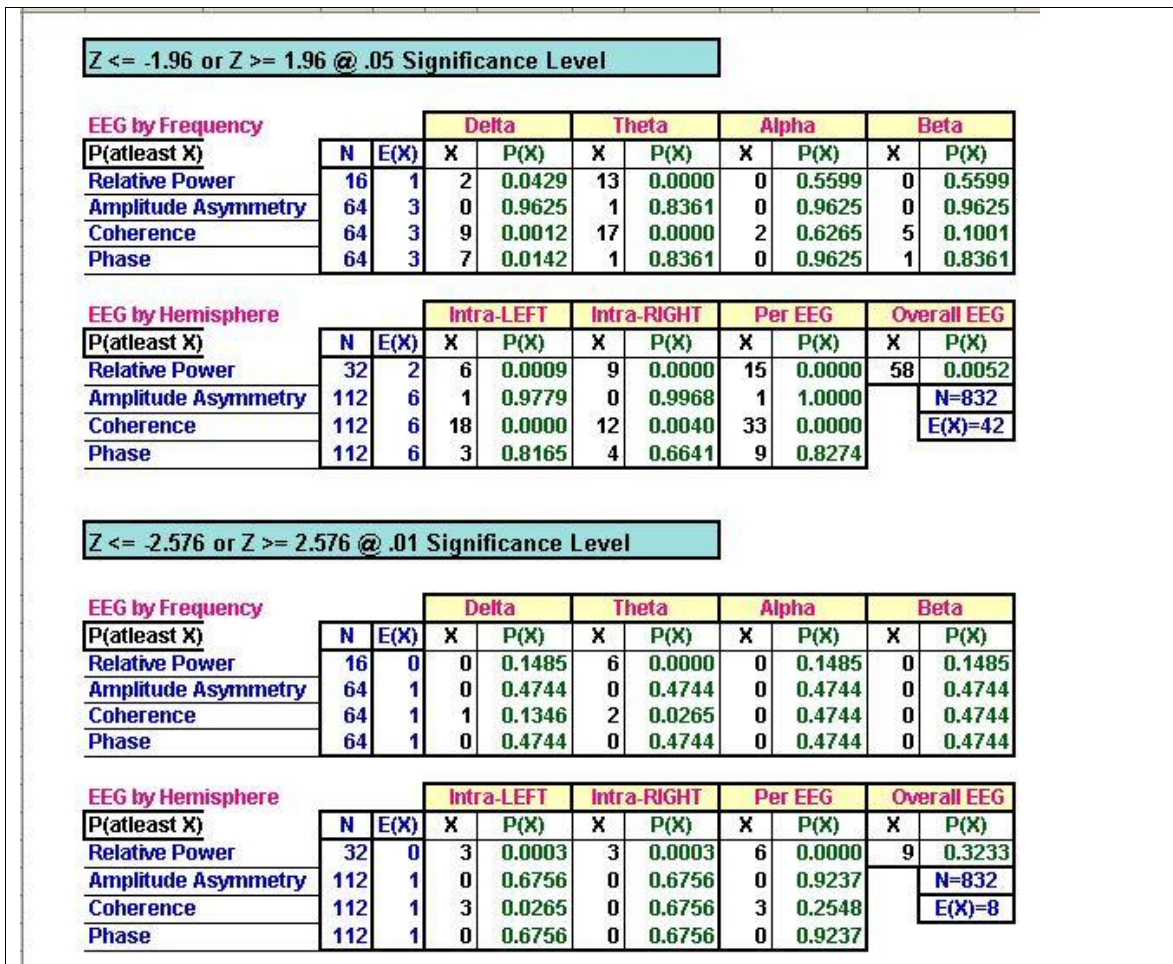 Z <= -1.96 or Z >= 1.96 @ .05 Significance Level
EEG by Frequency Delta Theta Alpha Beta
P(atleast X) N E(X) X P(X) X P(X) X P(X) X P(X)
Relative Power 16 1 2 0.0429 13 0.0000 0 0.5599 0 0.5599
Amplitude Asymmetry 64 3 0 0.9625 1 0.8361 0 0.9625 0 0.9625
Coherence 64 3 9 0.0012 17 0.0000 2 0.6265 5 0.1001
Phase 64 3 7 0.0142 1 0.8361 0 0.9625 1 0.8361
EEG by Hemisphere Intra-LEFT Intra-RIGHT Per EEG Overall EEG
P(atleast X) N E(X) X P(X) X P(X) X P(X) X P(X)
Relative Power 32 2 6 0.0009 9 0.0000 15 0.0000 58 0.0052
Amplitude Asymmetry 112 6 1 0.9779 0 0.9968 1 1.0000 N=832
Coherence 112 6 18 0.0000 12 0.0040 33 0.0000 E(X)=42
Phase 112 6 3 0.8165 4 0.6641 9 0.8274
Z <= -2.576 or Z >= 2.576 @ .01 Significance Level
EEG by Frequency Delta Theta Alpha Beta
P(atleast X) N E(X) X P(X) X P(X) X P(X) X P(X)
Relative Power 16 0 0 0.1485 6 0.0000 0 0.1485 0 0.1485
Amplitude Asymmetry 64 1 0 0.4744 0 0.4744 0 0.4744 0 0.4744
Coherence 64 1 1 0.1346 2 0.0265 0 0.4744 0 0.4744
Phase 64 1 0 0.4744 0 0.4744 0 0.4744 0 0.4744
EEG by Hemisphere Intra-LEFT Intra-RIGHT Per EEG Overall EEG
P(atleast X) N E(X) X P(X) X P(X) X P(X) X P(X)
Relative Power 32 0 3 0.0003 3 0.0003 6 0.0000 9 0.3233
Amplitude Asymmetry 112 1 0 0.6756 0 0.6756 0 0.9237 N=832
Coherence 112 1 3 0.0265 0 0.6756 3 0.2548 E(X)=8
Phase 112 1 0 0.6756 0 0.6756 0 0.9237